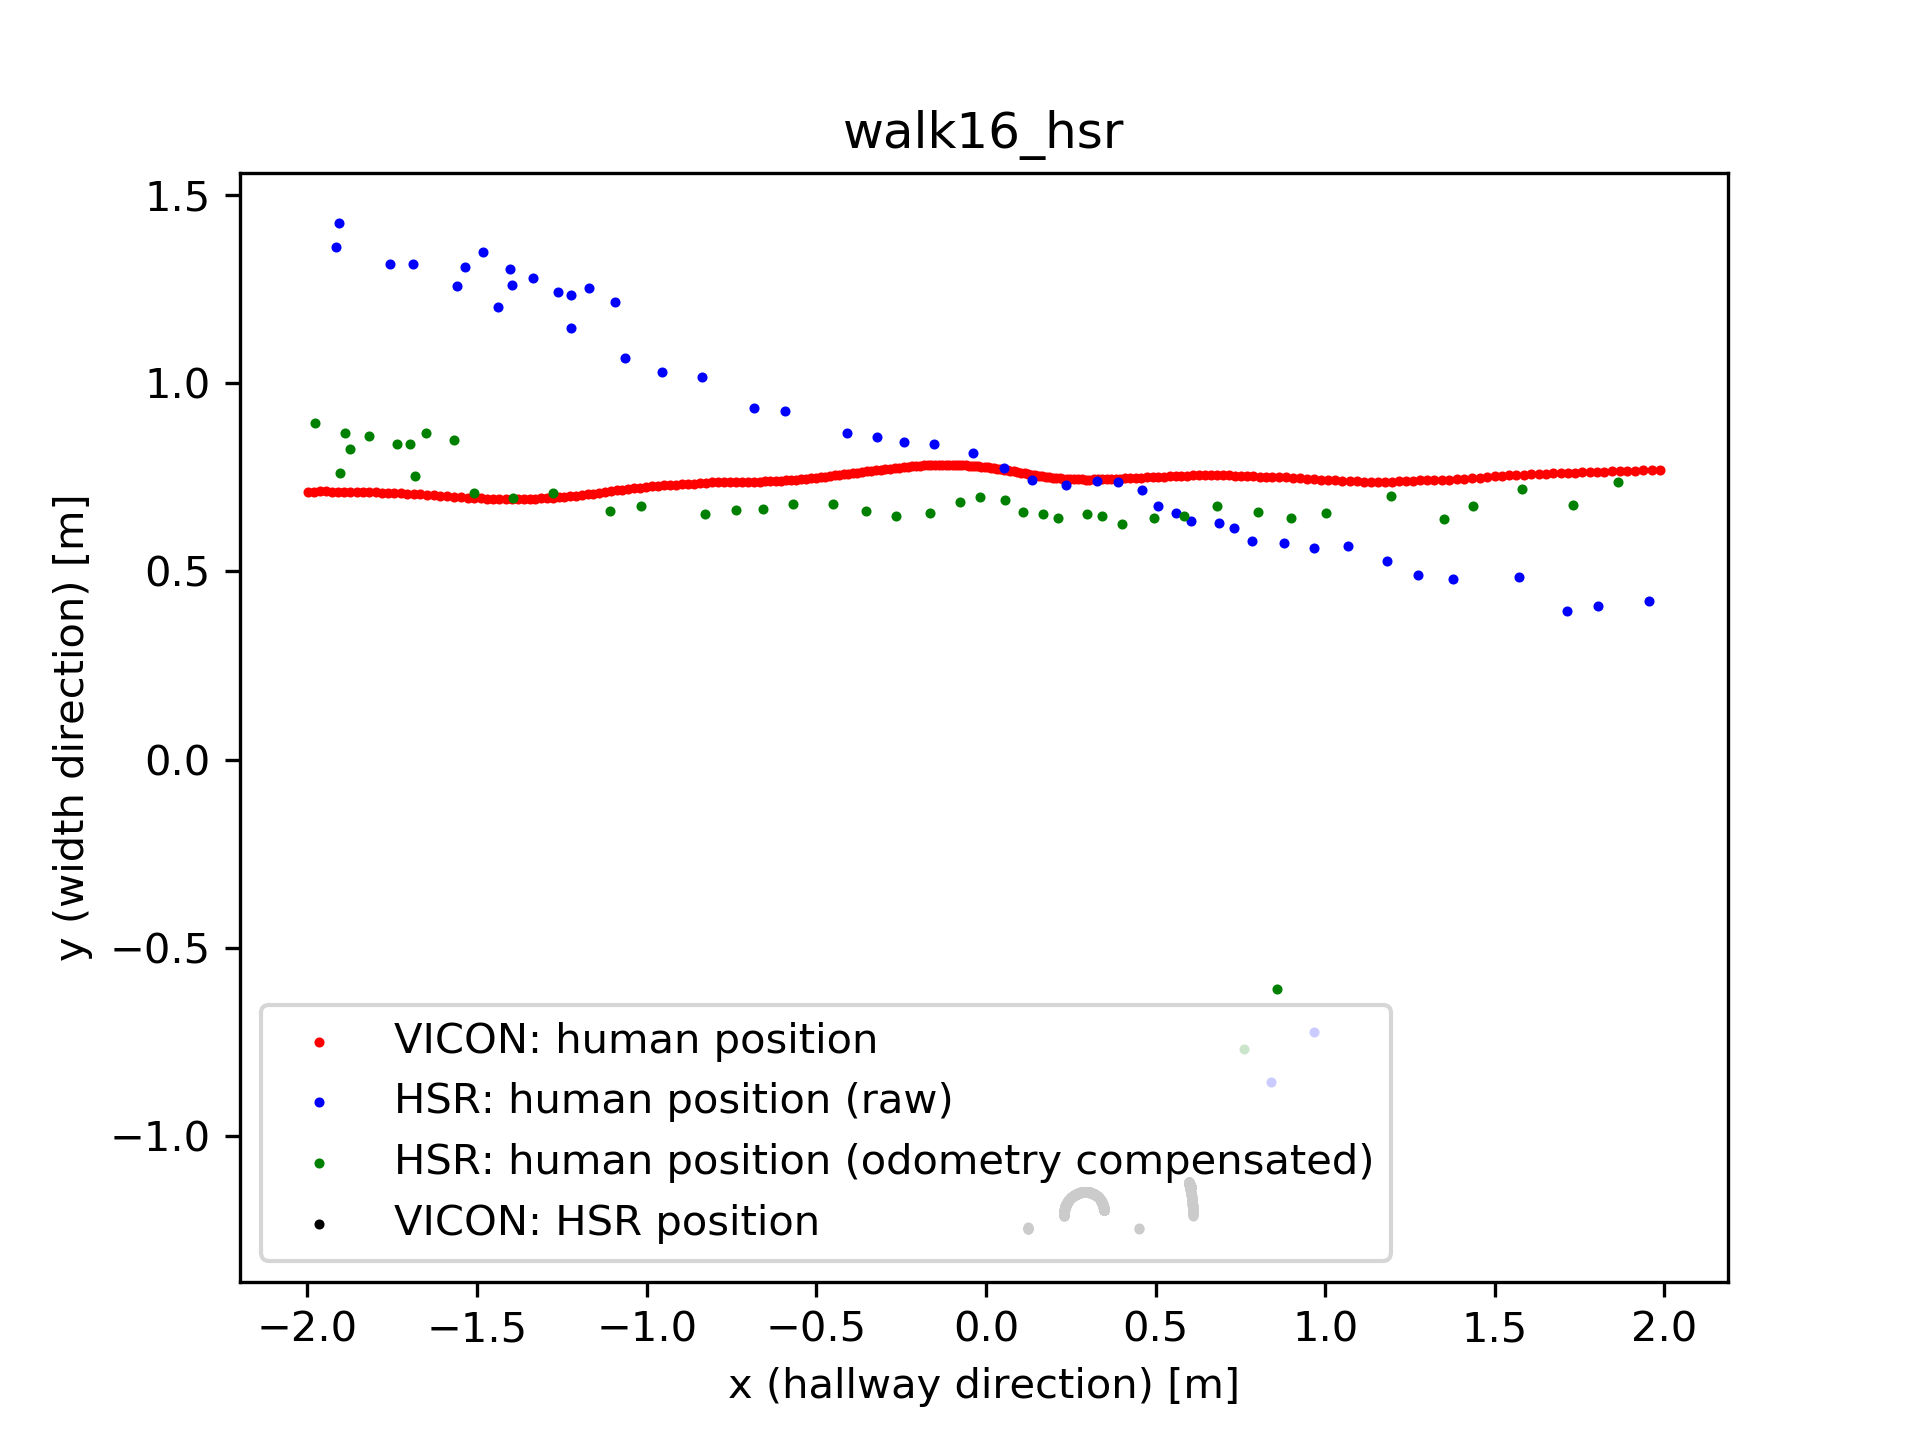 walk16_hsr
1.5
1.0
0.5
0.0
−0.5
−1.0
y (width direction) [m]
VICON: human position
HSR: human position (raw)
HSR: human position (odometry compensated)
VICON: HSR position
−2.0 −1.5 −1.0 −0.5 0.0 0.5 1.0 1.5 2.0
x (hallway direction) [m]